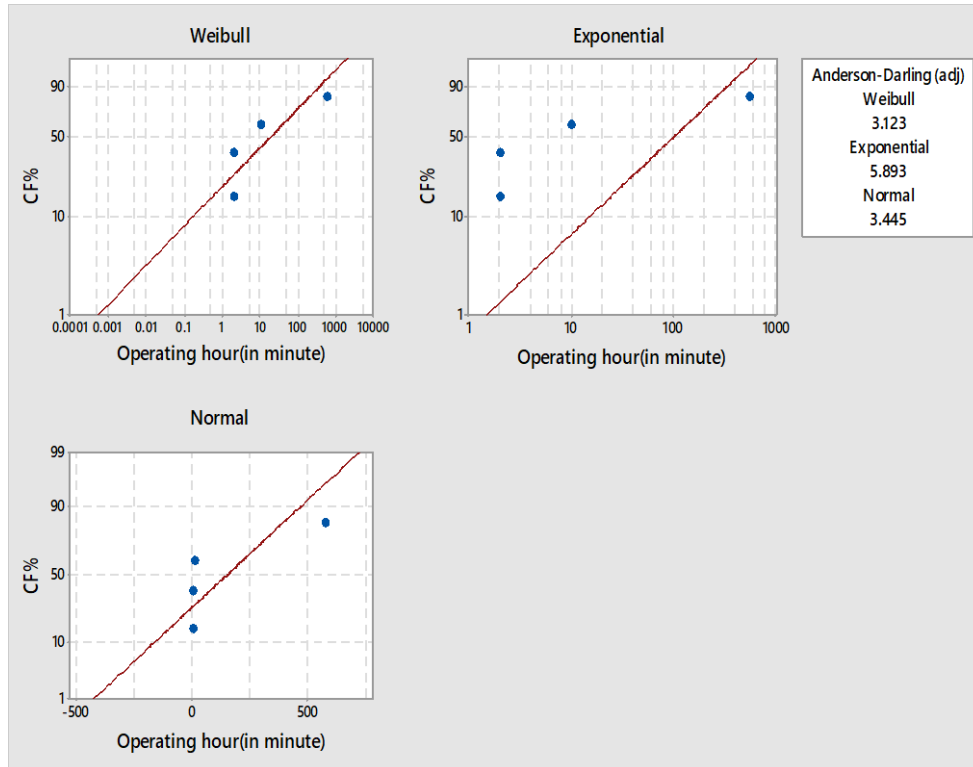 Weibull
90
50
10
1
CF%
0.0001 0.001 0.01 0.1 1 10 100 1000 10000
Operating hour(in minute)
Exponential
90
50
10
1
CF%
1 10 100 1000
Operating hour(in minute)
Anderson-Darling (adj)
Weibull
3.123
Exponential
5.893
Normal
3.445
Normal
99
90
50
10
1
CF%
-500 0 500
Operating hour(in minute)